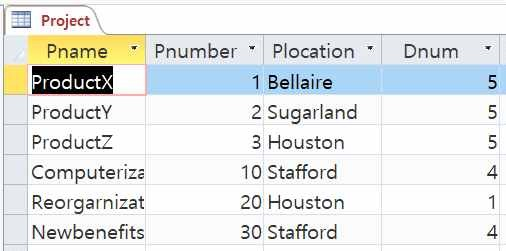 Project
Pname Pnumber Plocation Dnum
ProductX 1 Bellaire 5
ProductY 2 Sugarland 5
ProductZ 3 Houston 5
Computeriza 10 Stafford 4
Reorgarnizat 20 Houston 1
Newbenefits 30 Stafford 4